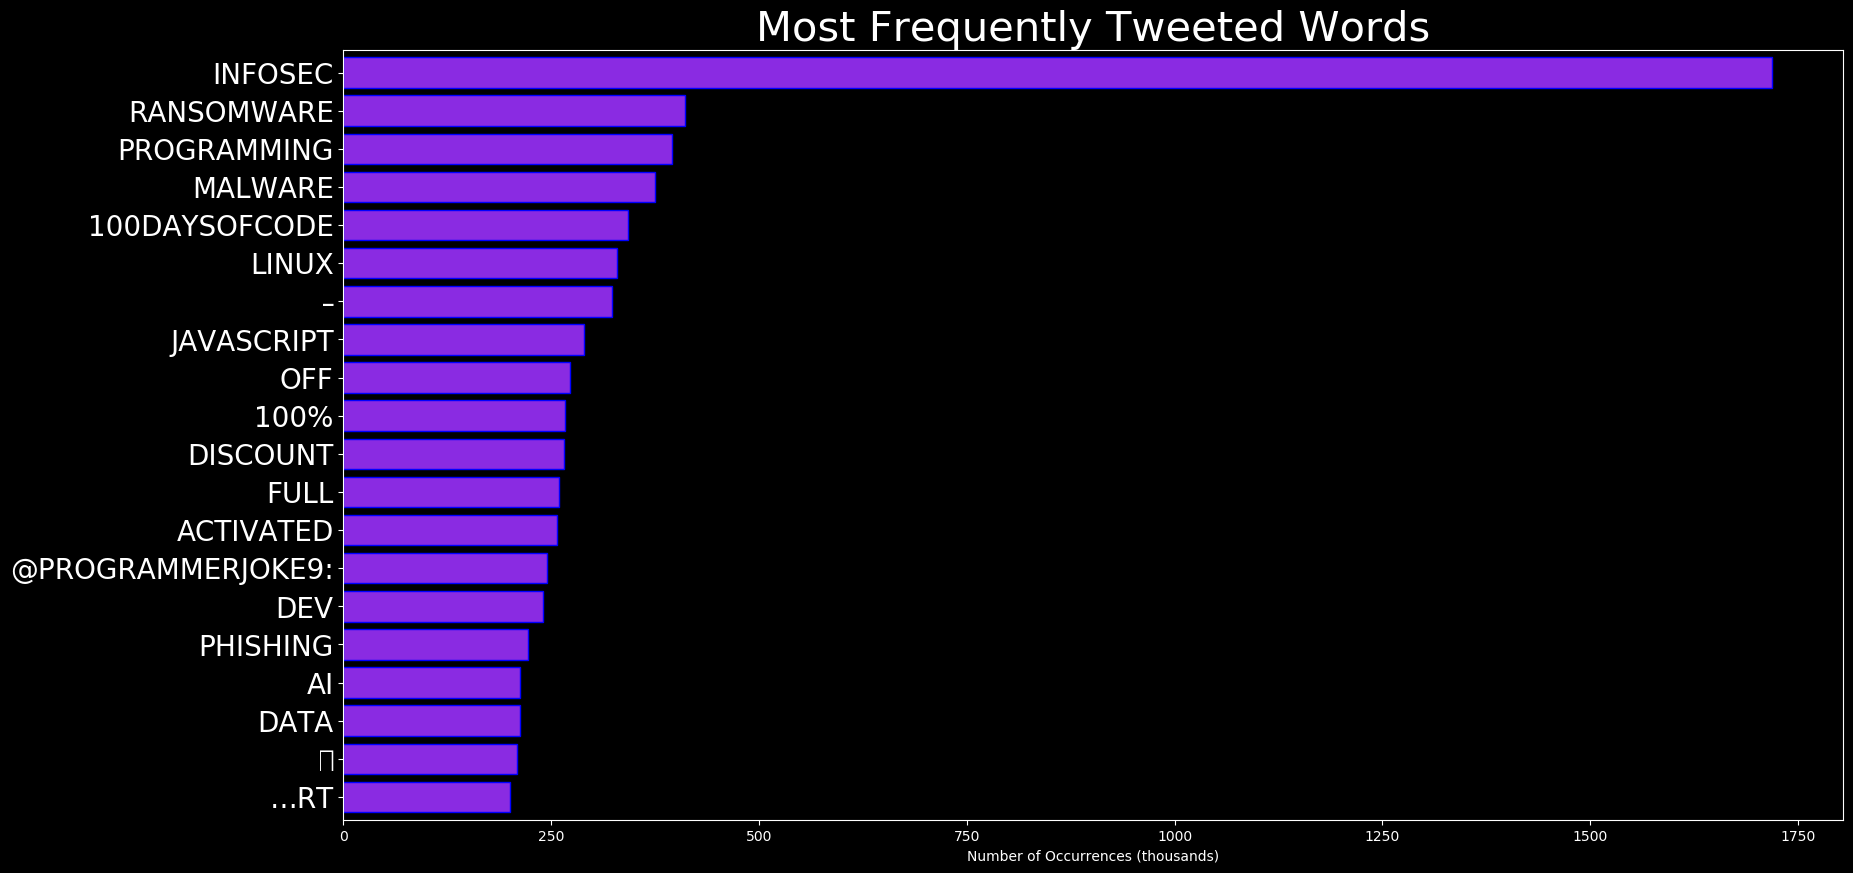 Most Frequently Tweeted Words
INFOSEC
RANSOMWARE
PROGRAMMING
MALWARE
100DAYSOFCODE
LINUX
–
JAVASCRIPT
OFF
100%
DISCOUNT
FULL
ACTIVATED
@PROGRAMMERJOKE9:
DEV
PHISHING
AI
DATA
…RT
0 250 500 750 1000 1250 1500 1750
Number of Occurrences (thousands)